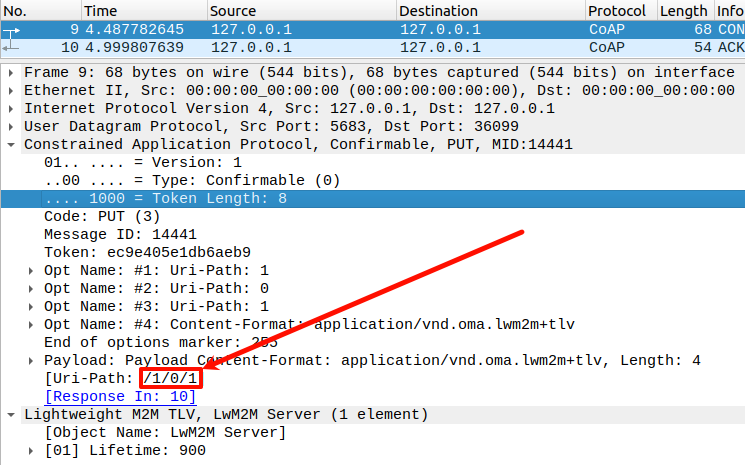 No. Time Source Destination Protocol Length Info
9 4.487782645 127.0.0.1 127.0.0.1 CoAP 68 CON
10 4.999807639 127.0.0.1 127.0.0.1 CoAP 54 ACK
Frame 9: 68 bytes on wire (544 bits), 68 bytes captured (544 bits) on interface
Ethernet II, Src: 00:00:00_00:00:00 (00:00:00:00:00:00), Dst: 00:00:00_00:00:00
Internet Protocol Version 4, Src: 127.0.0.1, Dst: 127.0.0.1
User Datagram Protocol, Src Port: 5683, Dst Port: 36099
Constrained Application Protocol, Confirmable, PUT, MID:14441
01.. .... = Version: 1
..00 .... = Type: Confirmable (0)
.... 1000 = Token Length: 8
Code: PUT (3)
Message ID: 14441
Token: ec9e405e1db6aeb9
Opt Name: #1: Uri-Path: 1
Opt Name: #2: Uri-Path: 0
Opt Name: #3: Uri-Path: 1
Opt Name: #4: Content-Format: application/vnd.oma.lwm2m+tlv
End of options marker: 255
Payload: Payload Content-Format: application/vnd.oma.lwm2m+tlv, Length: 4
[Uri-Path: /1/0/1]
[Response In: 10]
Lightweight M2M TLV, LwM2M Server (1 element)
[Object Name: LwM2M Server]
[01] Lifetime: 900